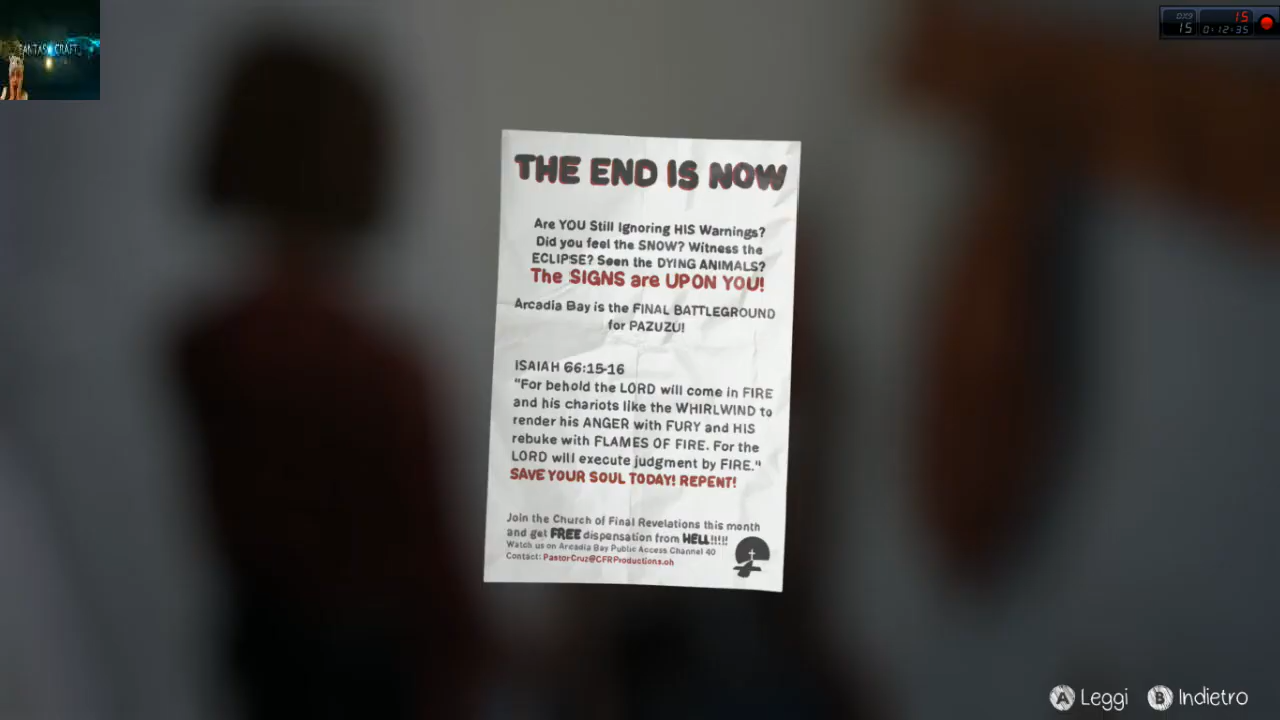 FANTASY CRAFT
DX9
15
15
0:12:35
THE END IS NOW
Are YOU Still Ignoring HIS Warnings?
Did you feel the SNOW? Witness the
ECLIPSE? Seen the DYING ANIMALS?
The SIGNS are UPON YOU!
Arcadia Bay is the FINAL BATTLEGROUND
for PAZUZU!
ISAIAH 66:15-16
"For behold the LORD will come in FIRE
and his chariots like the WHIRLWIND to
render his ANGER with FURY and HIS
rebuke with FLAMES OF FIRE. For the
LORD will execute judgment by FIRE."
SAVE YOUR SOUL TODAY! REPENT!
Join the Church of Final Revelations this month
and get FREE dispensation from HELL!!!!!
Watch us on Arcadia Bay Public Access Channel 40
Contact: PastorCruz@CFRProductions.oh
A Leggi B Indietro